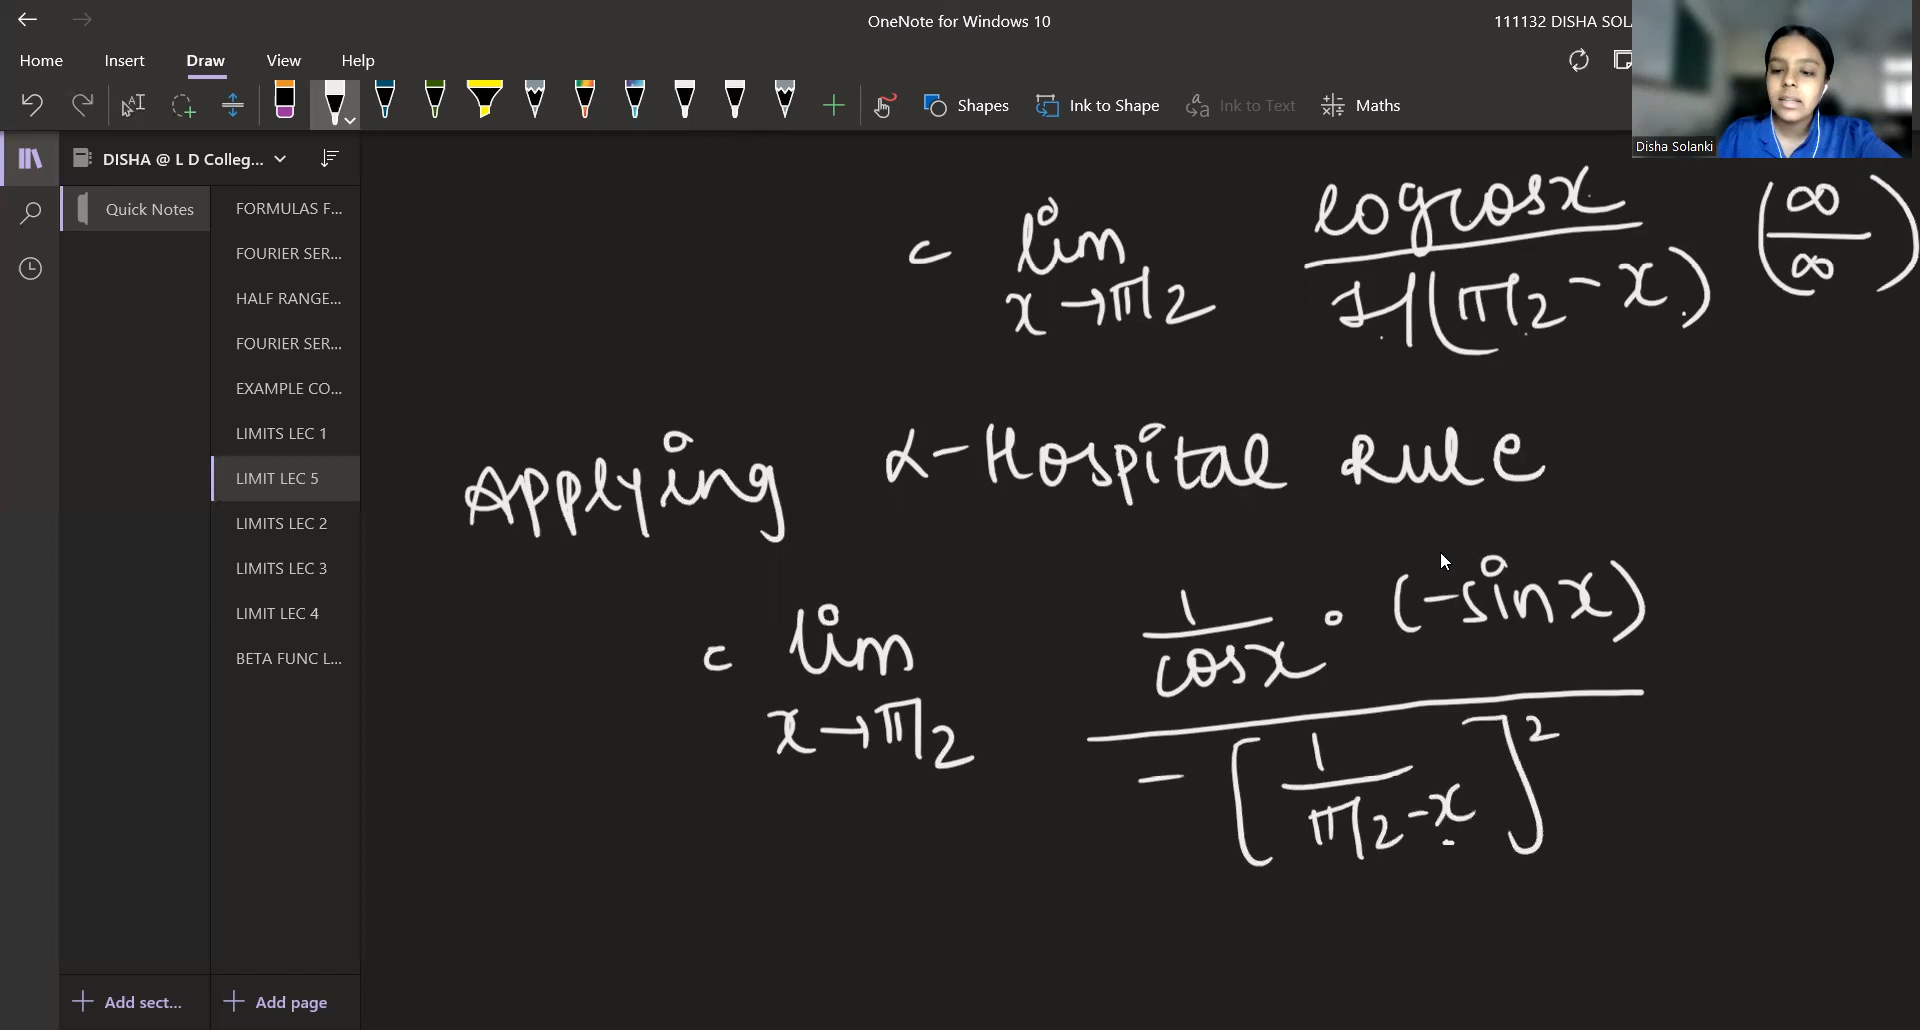 OneNote for Windows 10
111132 DISHA SOL
Home Insert Draw View Help
Shapes Ink to Shape Ink to Text Maths
Disha Solanki
DISHA @ L D Colleg...
Quick Notes
FORMULAS F...
FOURIER SER...
HALF RANGE...
FOURIER SER...
EXAMPLE CO...
LIMITS LEC 1
LIMIT LEC 5
LIMITS LEC 2
LIMITS LEC 3
LIMIT LEC 4
BETA FUNC L...
Add sect...
Add page
= lim x→π/2 logcosx / 1/(π/2 - x) (∞/∞)
Applying L-Hospital Rule
= lim x→π/2 1/cosx · (-sinx) / -[1/(π/2 - x)]²